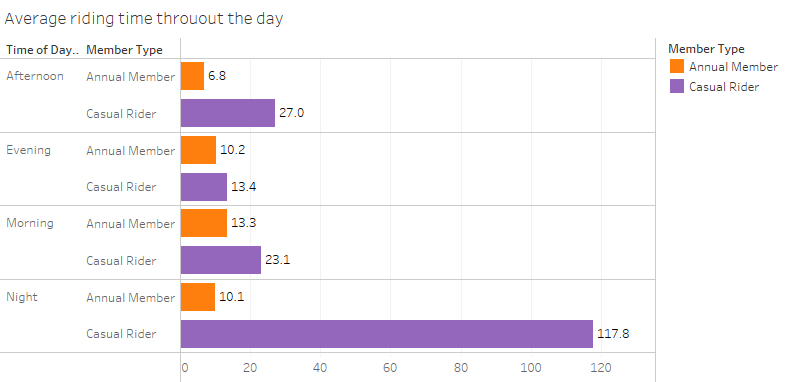 Average riding time throuout the day
Time of Day.. Member Type
Afternoon Annual Member 6.8
Casual Rider 27.0
Evening Annual Member 10.2
Casual Rider 13.4
Morning Annual Member 13.3
Casual Rider 23.1
Night Annual Member 10.1
Casual Rider 117.8
0 20 40 60 80 100 120
Member Type
Annual Member
Casual Rider